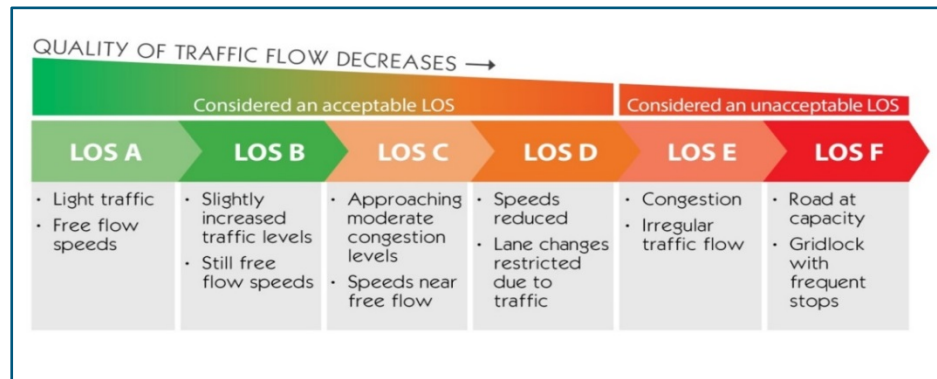 QUALITY OF TRAFFIC FLOW DECREASES →
Considered an acceptable LOS
Considered an unacceptable LOS
LOS A
LOS B
LOS C
LOS D
LOS E
LOS F
· Light traffic
· Free flow
speeds
· Slightly
increased
traffic levels
· Still free
flow speeds
· Approaching
moderate
congestion
levels
· Speeds near
free flow
· Speeds
reduced
· Lane changes
restricted
due to
traffic
· Congestion
· Irregular
traffic flow
· Road at
capacity
· Gridlock
with
frequent
stops